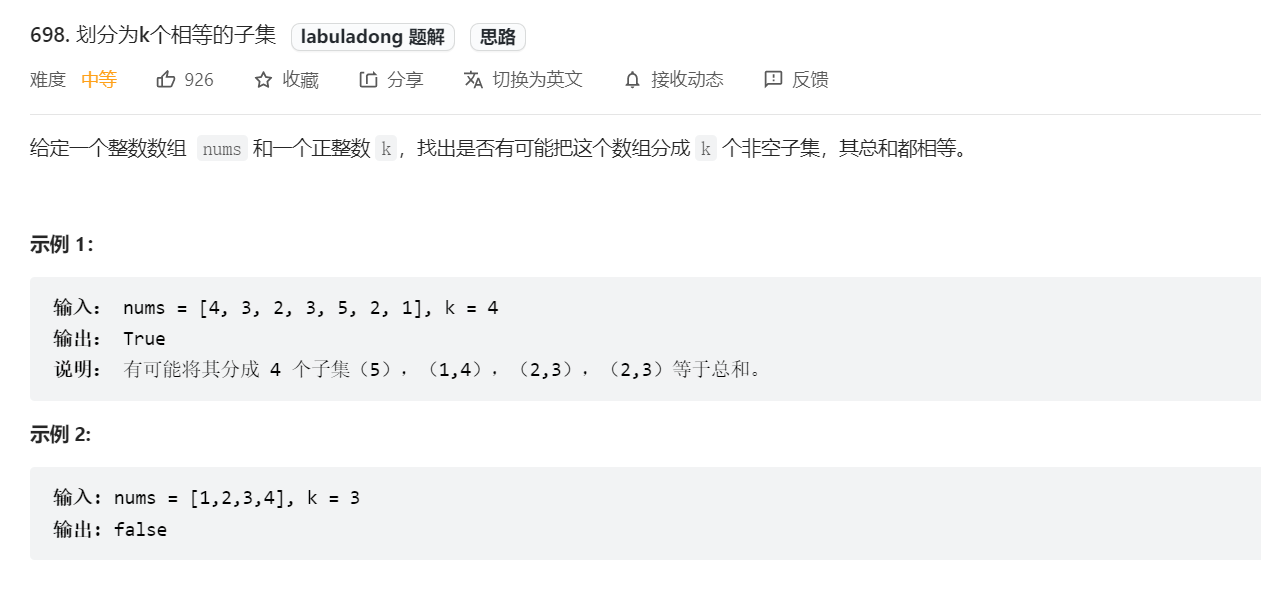 698. 划分为k个相等的子集 labuladong 题解 思路
难度 中等 926 收藏 分享 切换为英文 接收动态 反馈
给定一个整数数组 nums 和一个正整数 k，找出是否有可能把这个数组分成 k 个非空子集，其总和都相等。
示例 1：
输入： nums = [4, 3, 2, 3, 5, 2, 1], k = 4
输出： True
说明： 有可能将其分成 4 个子集（5），（1,4），（2,3），（2,3）等于总和。
示例 2:
输入: nums = [1,2,3,4], k = 3
输出: false